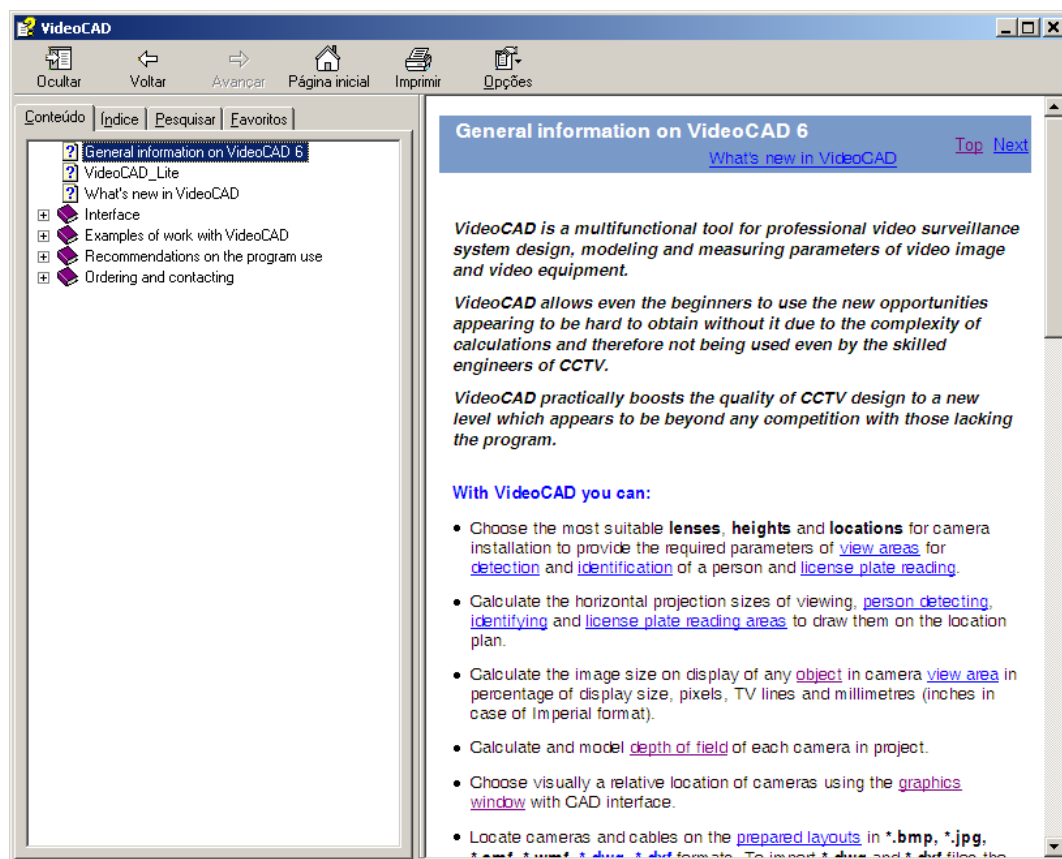 VideoCAD
Ocultar
Voltar
Avançar
Página inicial
Imprimir
Opções
Conteúdo
Índice
Pesquisar
Favoritos
General information on VideoCAD 6
VideoCAD_Lite
What's new in VideoCAD
Interface
Examples of work with VideoCAD
Recommendations on the program use
Ordering and contacting
General information on VideoCAD 6
Top Next
What's new in VideoCAD
VideoCAD is a multifunctional tool for professional video surveillance
system design, modeling and measuring parameters of video image
and video equipment.
VideoCAD allows even the beginners to use the new opportunities
appearing to be hard to obtain without it due to the complexity of
calculations and therefore not being used even by the skilled
engineers of CCTV.
VideoCAD practically boosts the quality of CCTV design to a new
level which appears to be beyond any competition with those lacking
the program.
With VideoCAD you can:
• Choose the most suitable lenses, heights and locations for camera
installation to provide the required parameters of view areas for
detection and identification of a person and license plate reading.
• Calculate the horizontal projection sizes of viewing, person detecting,
identifying and license plate reading areas to draw them on the location
plan.
• Calculate the image size on display of any object in camera view area in
percentage of display size, pixels, TV lines and millimetres (inches in
case of Imperial format).
• Calculate and model depth of field of each camera in project.
• Choose visually a relative location of cameras using the graphics
window with CAD interface.
• Locate cameras and cables on the prepared layouts in *.bmp, *.jpg,
*.emf, *.wmf, *.dwg, *.dxf formats. To import *.dwg and *.dxf files the